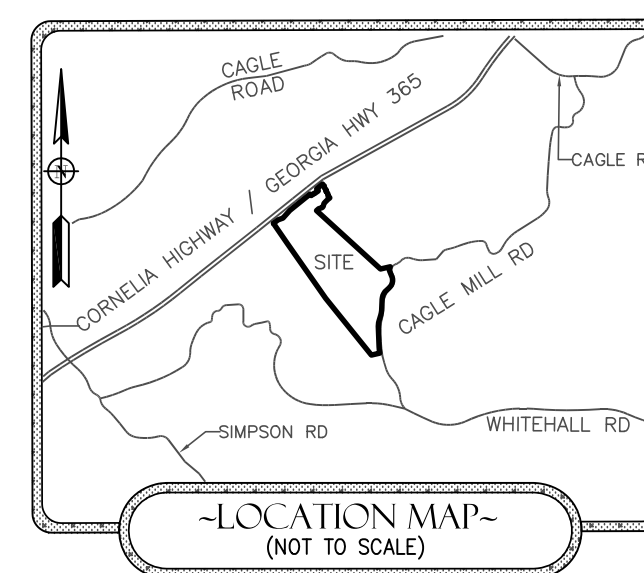 CAGLE
ROAD
CORNELIA HIGHWAY / GEORGIA HWY 365
CAGLE R
N
SITE
CAGLE MILL RD
SIMPSON RD
WHITEHALL RD
~LOCATION MAP~
(NOT TO SCALE)